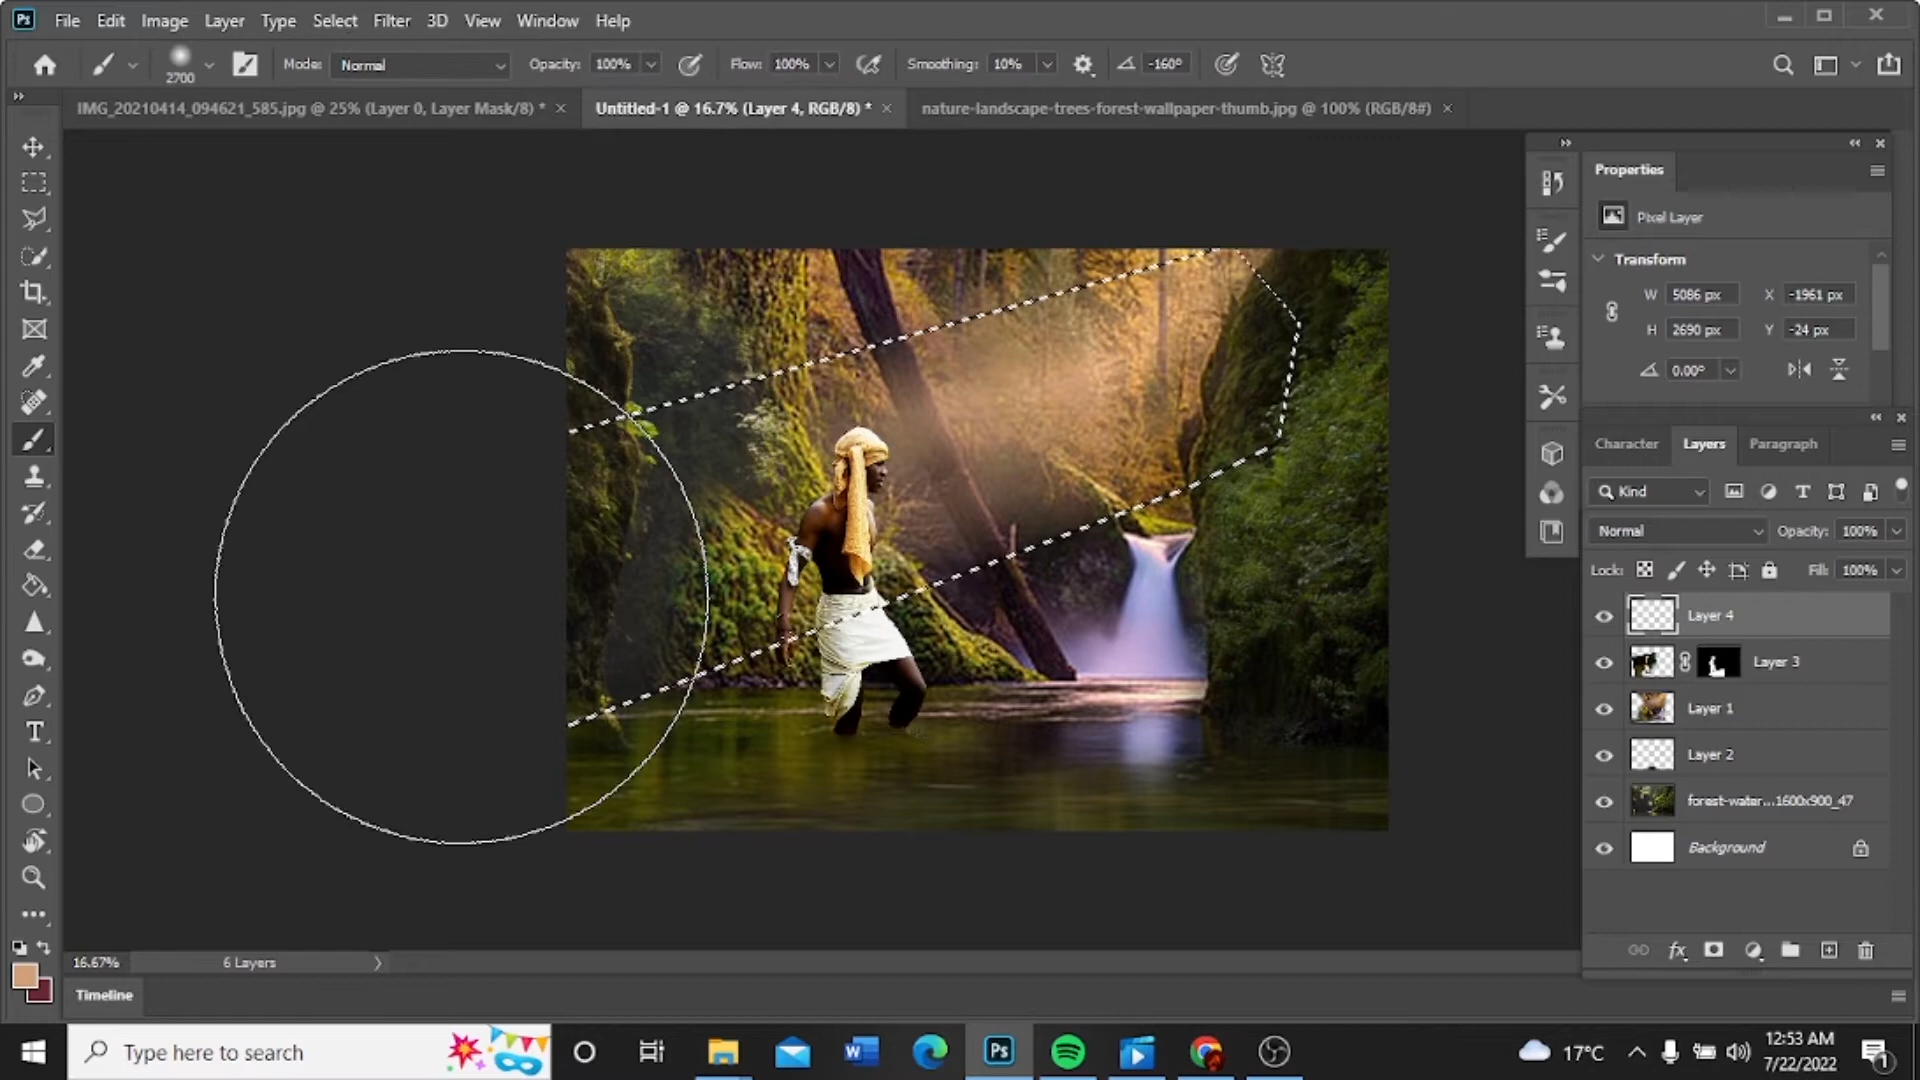 Ps File Edit Image Layer Type Select Filter 3D View Window Help
2700 Mode: Normal Opacity: 100% Flow: 100% Smoothing: 10% -160°
IMG_20210414_094621_585.jpg @ 25% (Layer 0, Layer Mask/8) * Untitled-1 @ 16.7% (Layer 4, RGB/8) * nature-landscape-trees-forest-wallpaper-thumb.jpg @ 100% (RGB/8#)
Properties
Pixel Layer
Transform
W 5086 px X -1961 px
H 2690 px Y -24 px
0.00°
Character Layers Paragraph
Kind
Normal Opacity: 100%
Lock: Fill: 100%
Layer 4
Layer 3
Layer 1
Layer 2
forest-water...1600x900_47
Background
fx
16.67% 6 Layers
Timeline
Type here to search
W
Ps
17°C
12:53 AM
7/22/2022
1